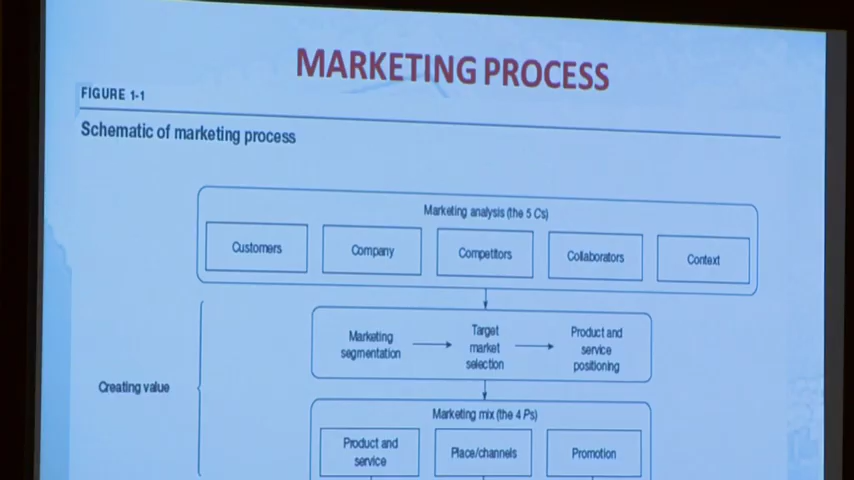 MARKETING PROCESS
FIGURE 1-1
Schematic of marketing process
Marketing analysis (the 5 Cs)
Customers
Company
Competitors
Collaborators
Context
Marketing
segmentation
Target
market
selection
Product and
service
positioning
Creating value
Marketing mix (the 4 Ps)
Product and
service
Place/channels
Promotion